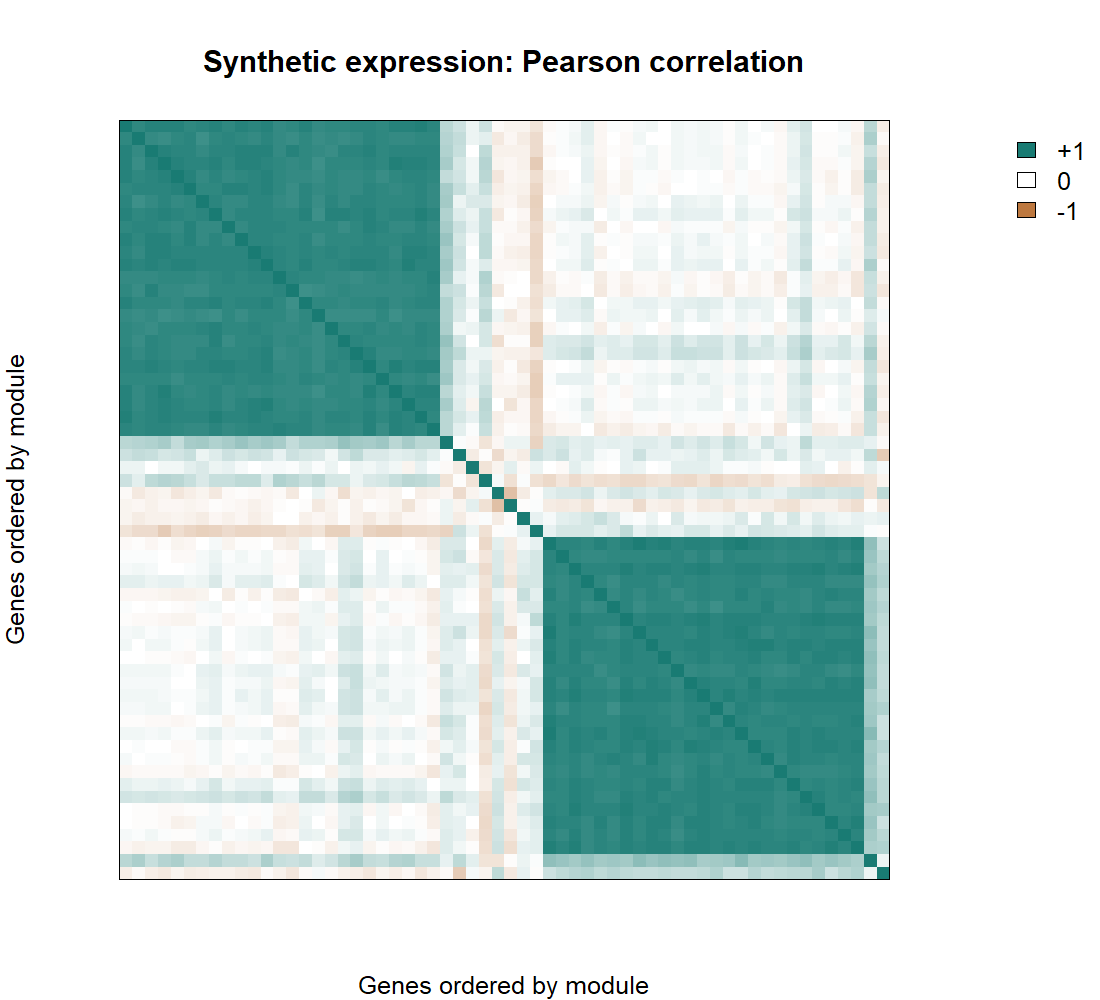 Synthetic expression: Pearson correlation
+1
0
-1
Genes ordered by module
Genes ordered by module